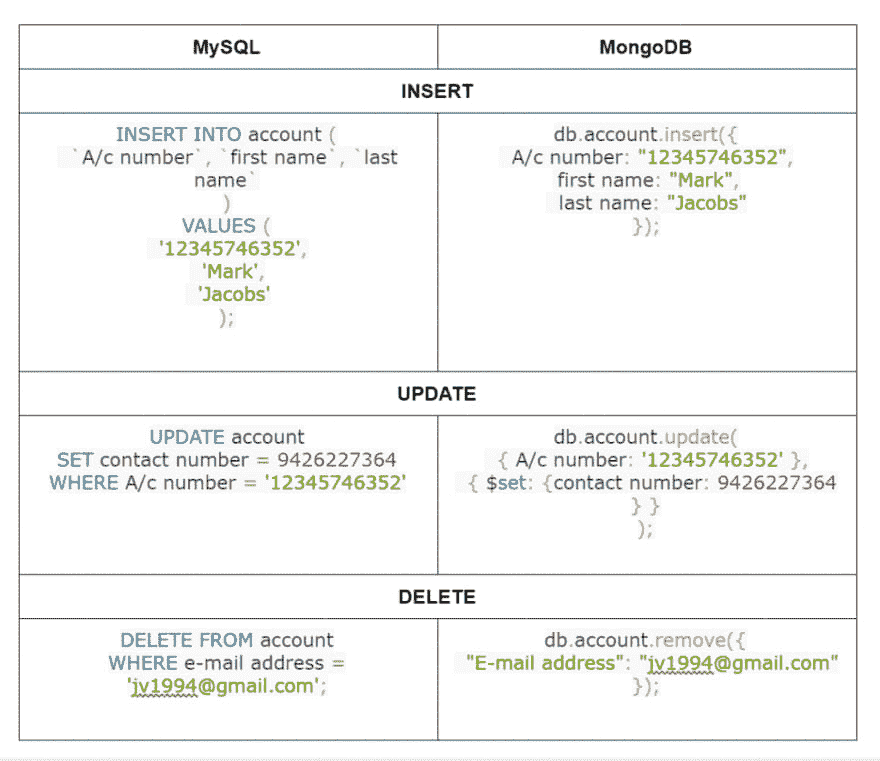 MySQL
MongoDB
INSERT
INSERT INTO account (
`A/c number`, `first name`, `last
name`
)
VALUES (
'12345746352',
'Mark',
'Jacobs'
);
db.account.insert({
A/c number: "12345746352",
first name: "Mark",
last name: "Jacobs"
});
UPDATE
UPDATE account
SET contact number = 9426227364
WHERE A/c number = '12345746352'
db.account.update(
{ A/c number: '12345746352' },
{ $set: {contact number: 9426227364
} }
);
DELETE
DELETE FROM account
WHERE e-mail address =
'jv1994@gmail.com';
db.account.remove({
"E-mail address": "jv1994@gmail.com"
});